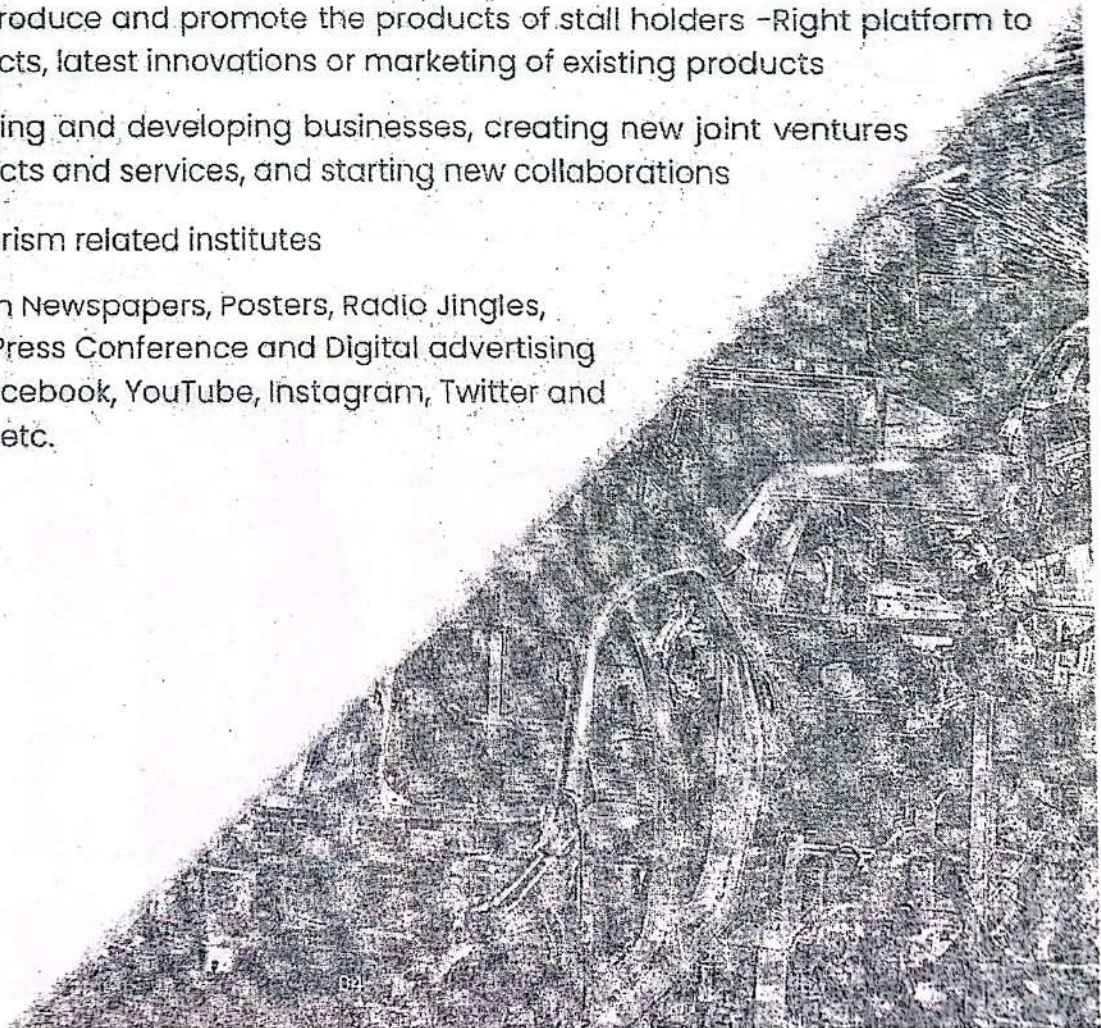 roduce and promote the products of stall holders -Right platform to
cts, latest innovations or marketing of existing products
ing and developing businesses, creating new joint ventures
cts and services, and starting new collaborations
rism related institutes
n Newspapers, Posters, Radio Jingles,
Press Conference and Digital advertising
cebook, YouTube, Instagram, Twitter and
etc.